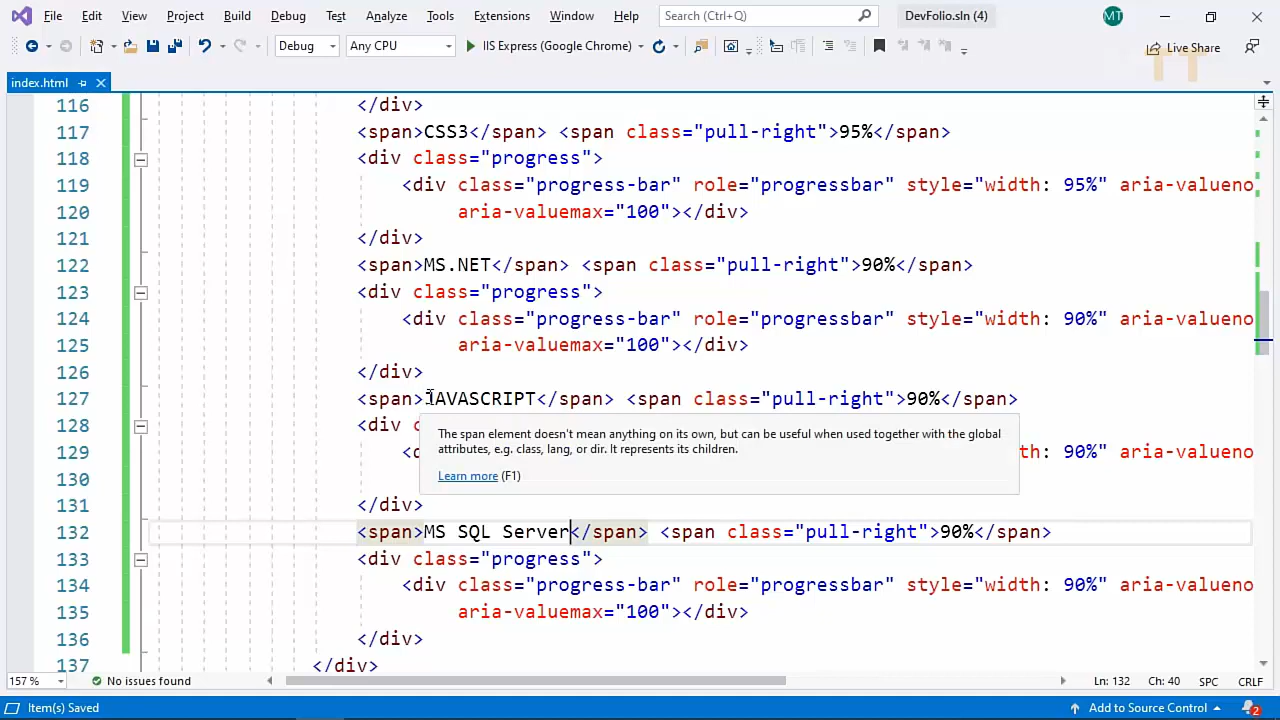 File Edit View Project Build Debug Test Analyze Tools Extensions Window Help Search (Ctrl+Q) DevFolio.sln (4) MT
Debug Any CPU IIS Express (Google Chrome) Live Share
TT
index.html
116 </div>
117 <span>CSS3</span> <span class="pull-right">95%</span>
118 <div class="progress">
119 <div class="progress-bar" role="progressbar" style="width: 95%" aria-valueno
120 aria-valuemax="100"></div>
121 </div>
122 <span>MS.NET</span> <span class="pull-right">90%</span>
123 <div class="progress">
124 <div class="progress-bar" role="progressbar" style="width: 90%" aria-valueno
125 aria-valuemax="100"></div>
126 </div>
127 <span>JAVASCRIPT</span> <span class="pull-right">90%</span>
128 <div c
The span element doesn't mean anything on its own, but can be useful when used together with the global
attributes, e.g. class, lang, or dir. It represents its children.
129 <d th: 90%" aria-valueno
Learn more (F1)
130
131 </div>
132 <span>MS SQL Server</span> <span class="pull-right">90%</span>
133 <div class="progress">
134 <div class="progress-bar" role="progressbar" style="width: 90%" aria-valueno
135 aria-valuemax="100"></div>
136 </div>
137 </div>
157 % No issues found Ln: 132 Ch: 40 SPC CRLF
Item(s) Saved Add to Source Control 2